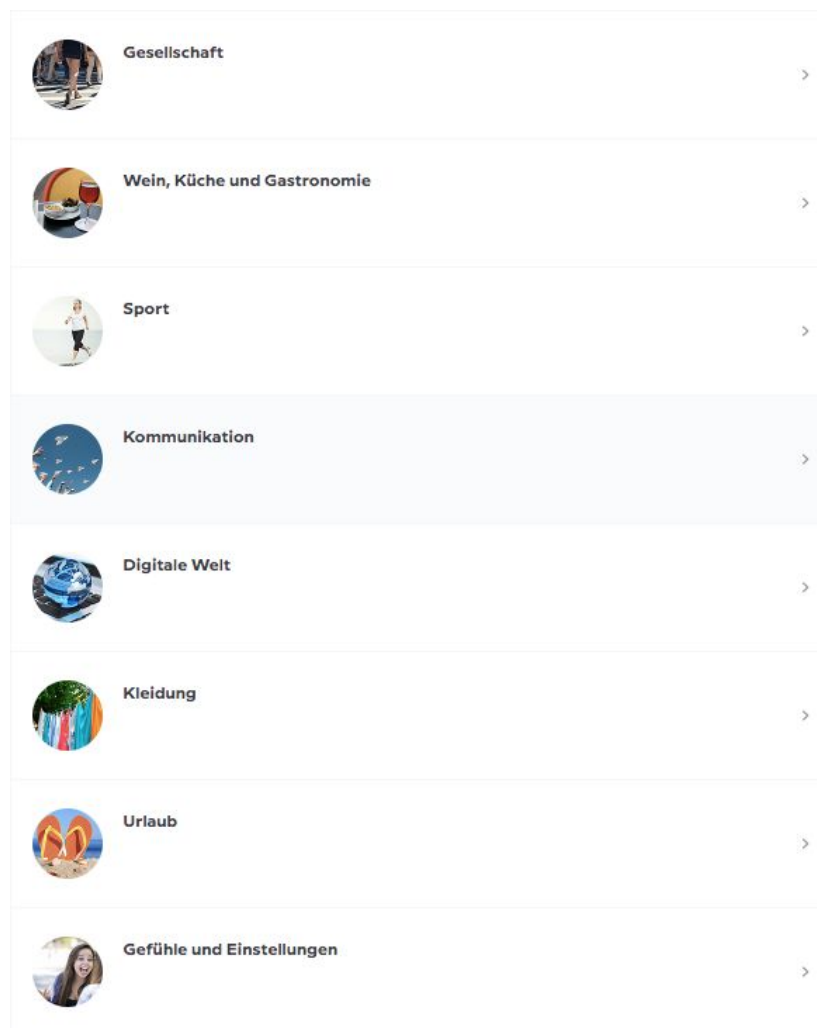 Gesellschaft
Wein, Küche und Gastronomie
Sport
Kommunikation
Digitale Welt
Kleidung
Urlaub
Gefühle und Einstellungen